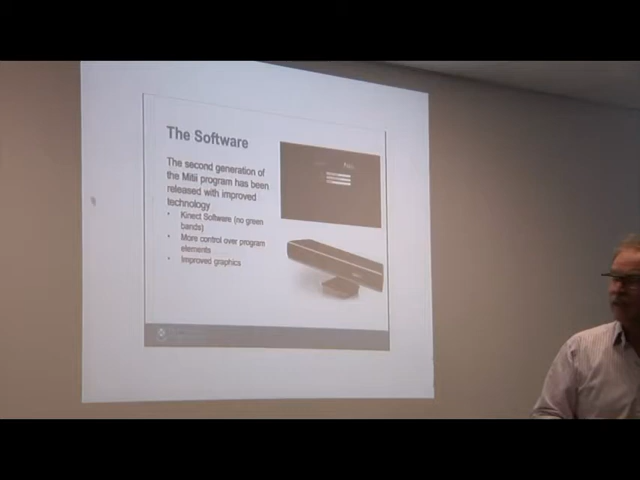 The Software
The second generation of
the Mitii program has been
released with improved
technology
• Kinect Software (no green
bands)
• More control over program
elements
• Improved graphics